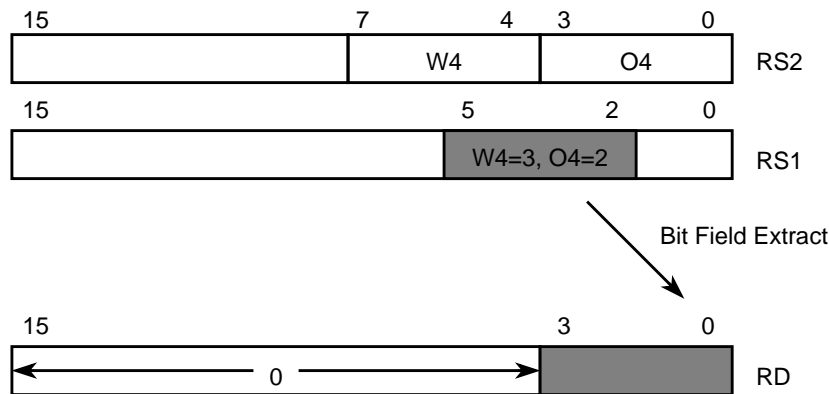 15 7 4 3 0
W4 O4 RS2
15 5 2 0
W4=3, O4=2 RS1
Bit Field Extract
15 3 0
0 RD